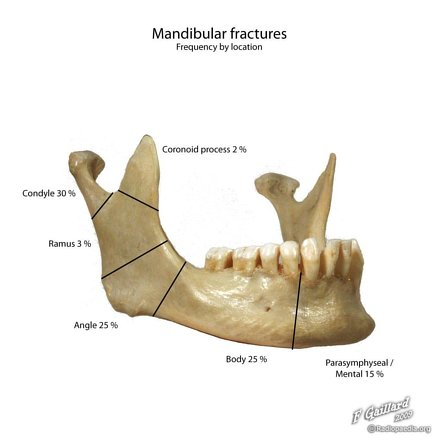 Mandibular fractures
Frequency by location
Coronoid process 2 %
Condyle 30 %
Ramus 3 %
Angle 25 %
Body 25 %
Parasymphyseal /
Mental 15 %
F Gaillard
2009
@Radiopaedia.org